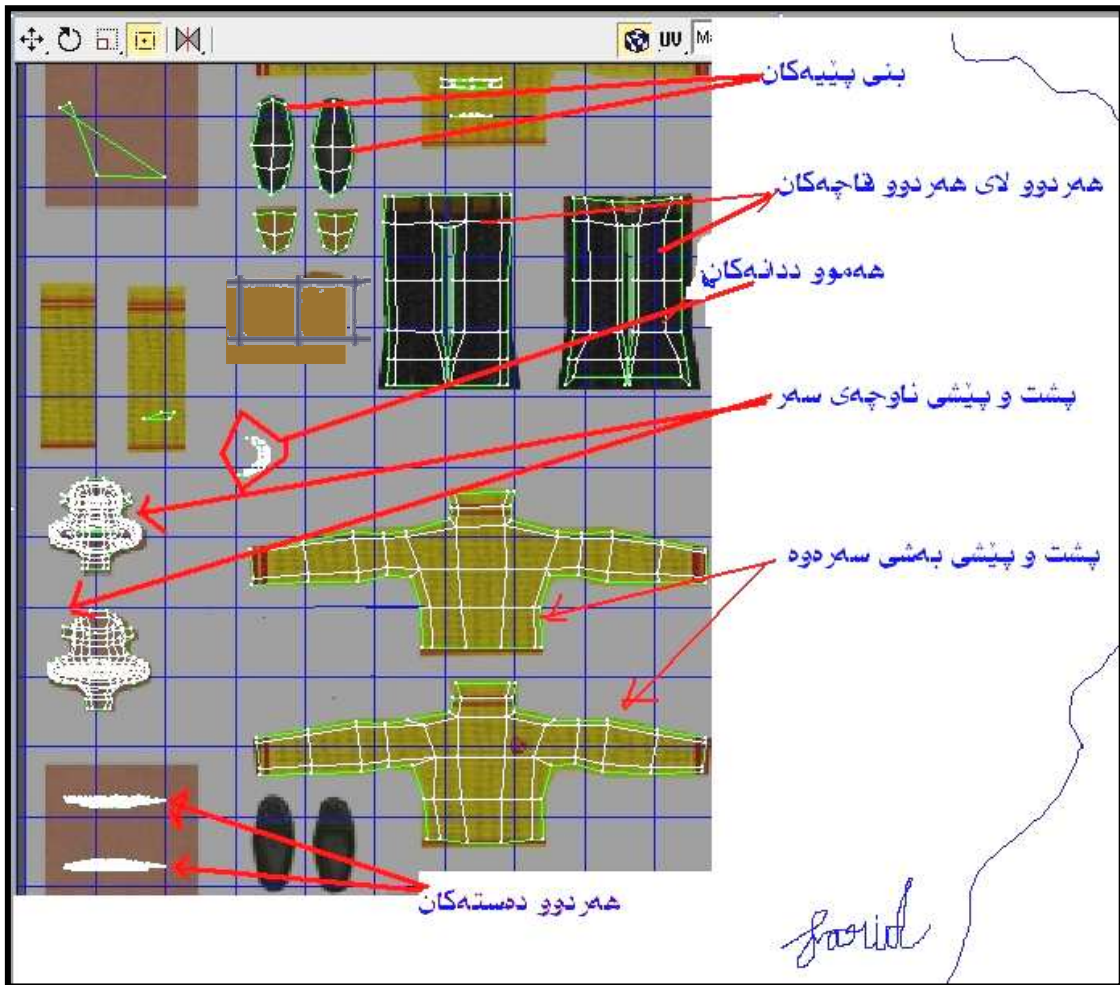 UV
بنی پێیەکان
هەردوو لای هەردوو قاچەکان
هەموو ددانەکان
پشت و پێشی ناوچەی سەر
پشت و پێشی بەشی سەرەوە
هەردوو دەستەکان
farid